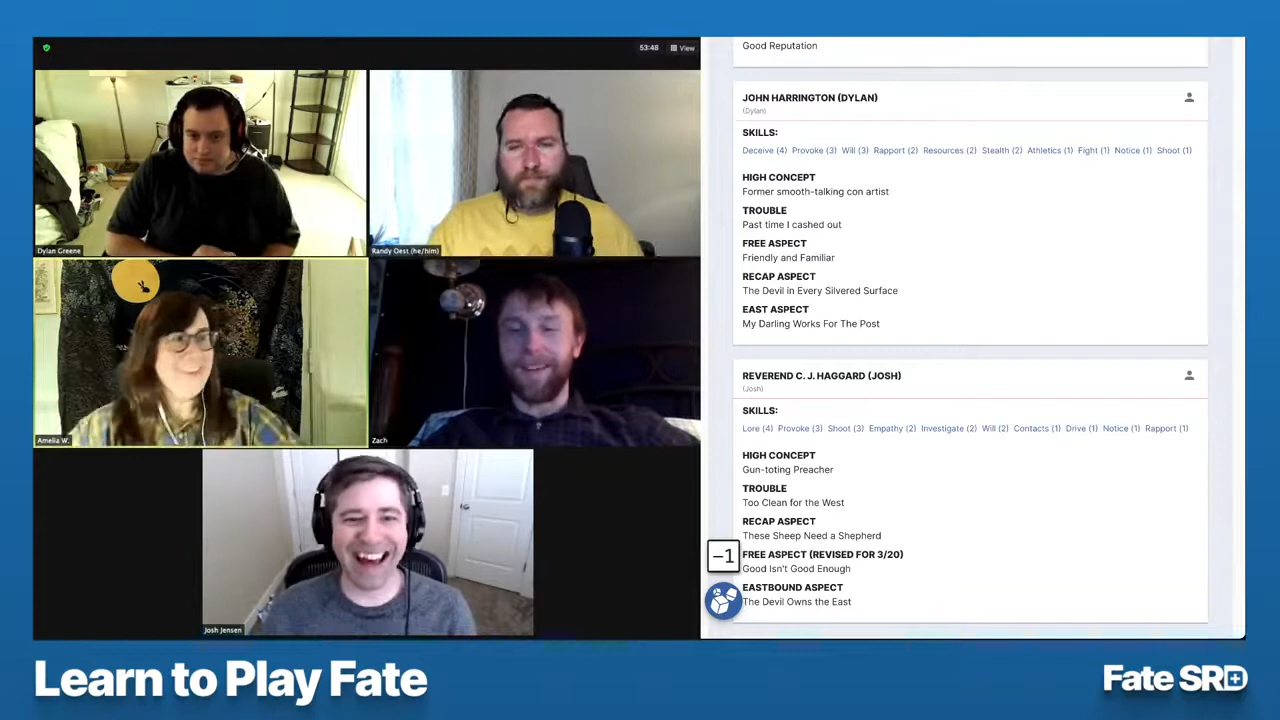 53:48
View
Dylan Greene
Randy Oest (he/him)
Amelia W.
Zach
Josh Jensen
Good Reputation
JOHN HARRINGTON (DYLAN)
(Dylan)
SKILLS:
Deceive (4) Provoke (3) Will (3) Rapport (2) Resources (2) Stealth (2) Athletics (1) Fight (1) Notice (1) Shoot (1)
HIGH CONCEPT
Former smooth-talking con artist
TROUBLE
Past time I cashed out
FREE ASPECT
Friendly and Familiar
RECAP ASPECT
The Devil in Every Silvered Surface
EAST ASPECT
My Darling Works For The Post
REVEREND C. J. HAGGARD (JOSH)
(Josh)
SKILLS:
Lore (4) Provoke (3) Shoot (3) Empathy (2) Investigate (2) Will (2) Contacts (1) Drive (1) Notice (1) Rapport (1)
HIGH CONCEPT
Gun-toting Preacher
TROUBLE
Too Clean for the West
RECAP ASPECT
These Sheep Need a Shepherd
–1
FREE ASPECT (REVISED FOR 3/20)
Good Isn't Good Enough
EASTBOUND ASPECT
The Devil Owns the East
Learn to Play Fate
Fate SRD